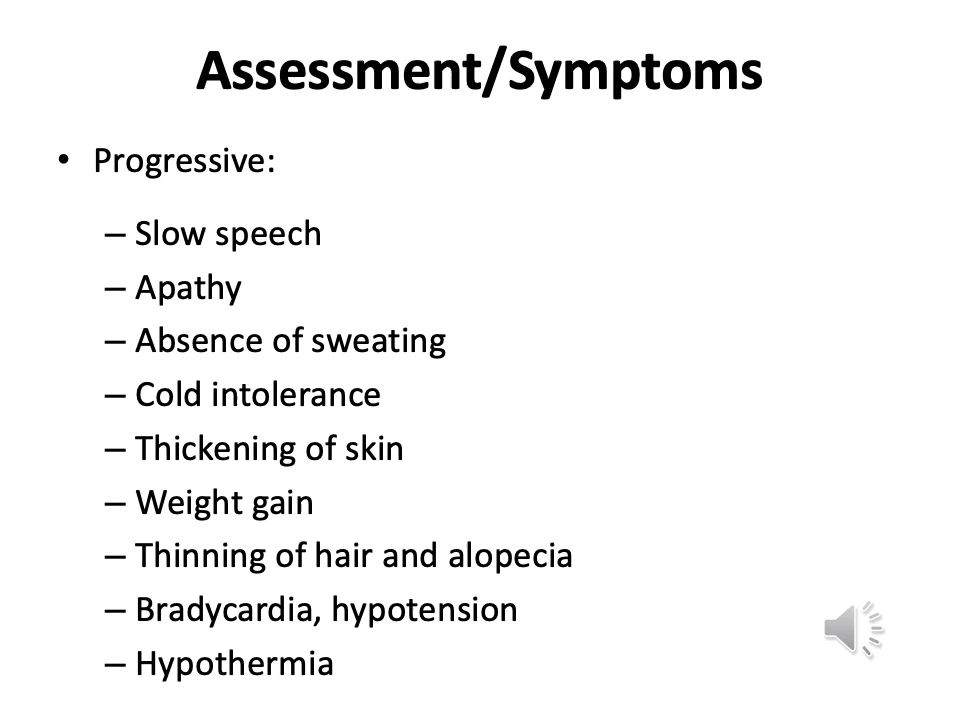 Assessment/Symptoms
• Progressive:
– Slow speech
– Apathy
– Absence of sweating
– Cold intolerance
– Thickening of skin
– Weight gain
– Thinning of hair and alopecia
– Bradycardia, hypotension
– Hypothermia